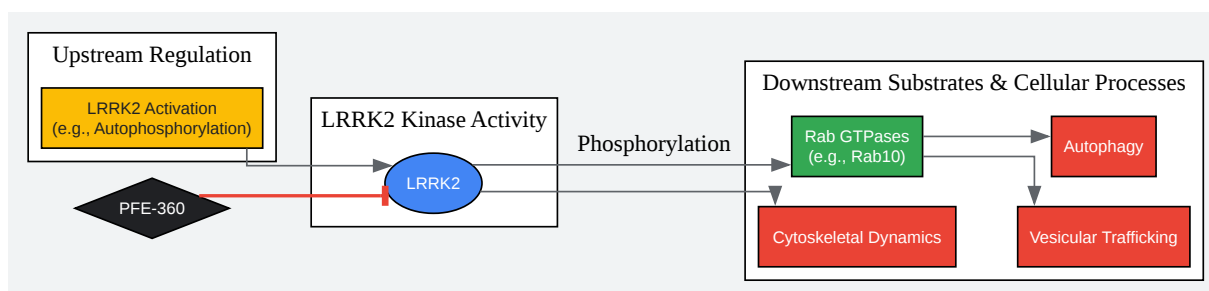 Upstream Regulation
LRRK2 Activation
(e.g., Autophosphorylation)
PFE-360
LRRK2 Kinase Activity
LRRK2
Phosphorylation
Downstream Substrates & Cellular Processes
Rab GTPases
(e.g., Rab10)
Autophagy
Cytoskeletal Dynamics
Vesicular Trafficking